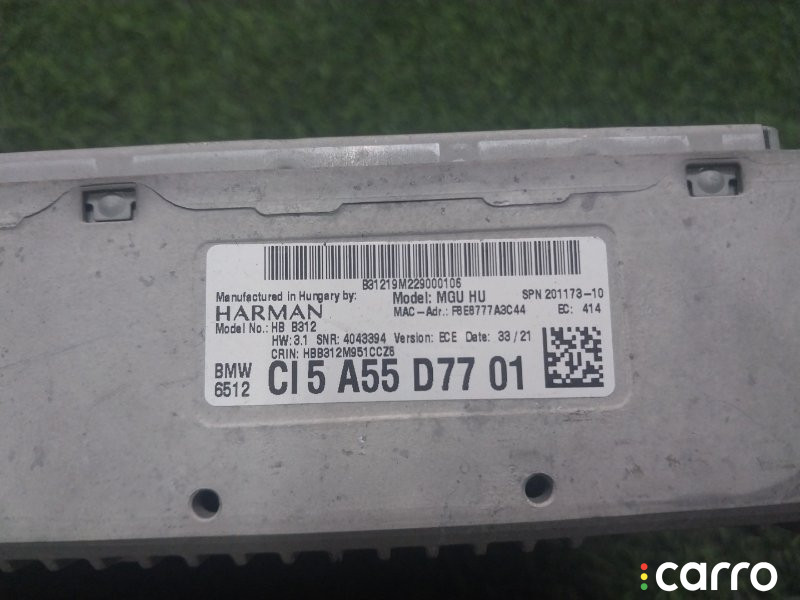 B31219M229000106
Manufactured in Hungary by: Model: MGU HU SPN 201173-10
HARMAN MAC-Adr.: F8E8777A3C44 EC: 414
Model No.: HB B312
HW: 3.1 SNR: 4043394 Version: ECE Date: 33/21
CRIN: HBB312M951CCZ6
BMW
6512 CI 5 A55 D77 01
carro